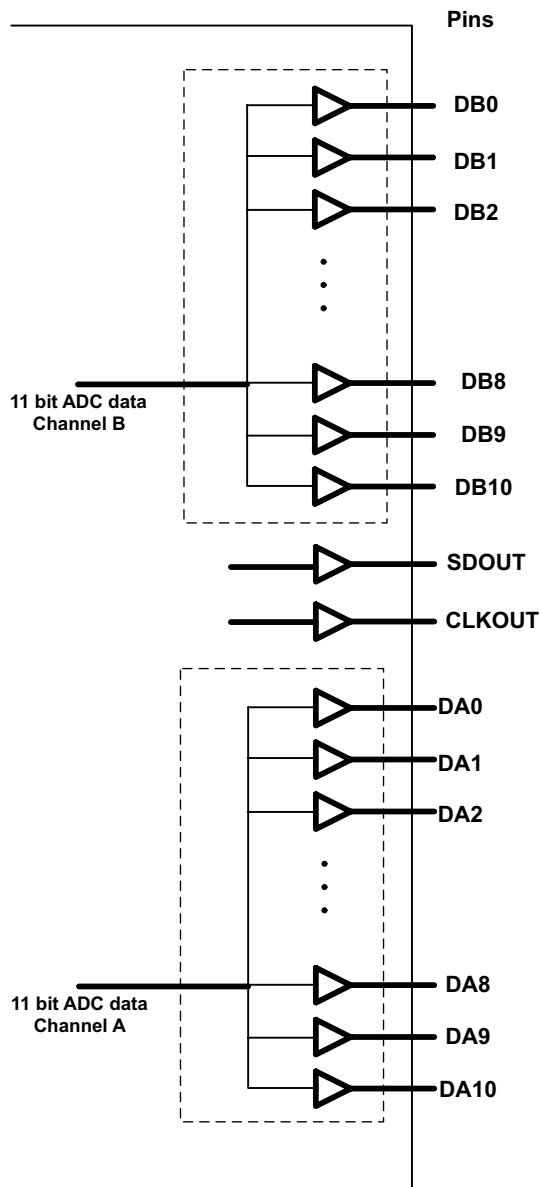 Pins
DB0
DB1
DB2
DB8
11 bit ADC data
Channel B
DB9
DB10
SDOUT
CLKOUT
DA0
DA1
DA2
DA8
11 bit ADC data
Channel A
DA9
DA10